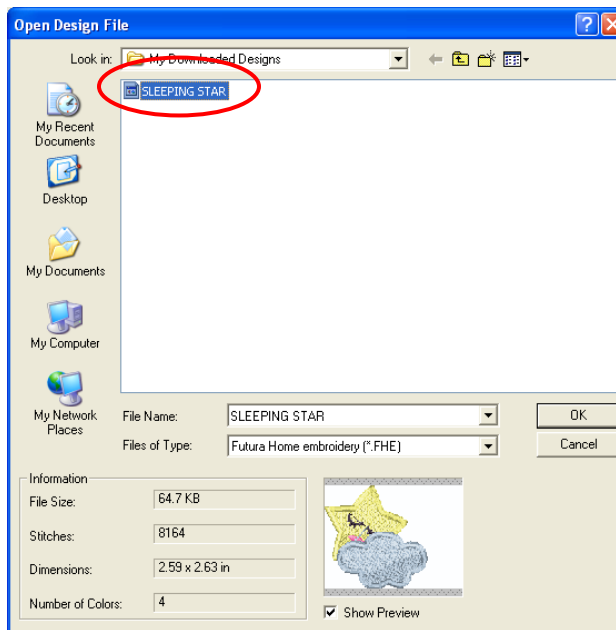 Open Design File
Look in: My Downloaded Designs
SLEEPING STAR
My Recent
Documents
Desktop
My Documents
My Computer
My Network
Places
File Name: SLEEPING STAR OK
Files of Type: Futura Home embroidery (*.FHE) Cancel
Information
File Size: 64.7 KB
Stitches: 8164
Dimensions: 2.59 x 2.63 in
Number of Colors: 4
Show Preview